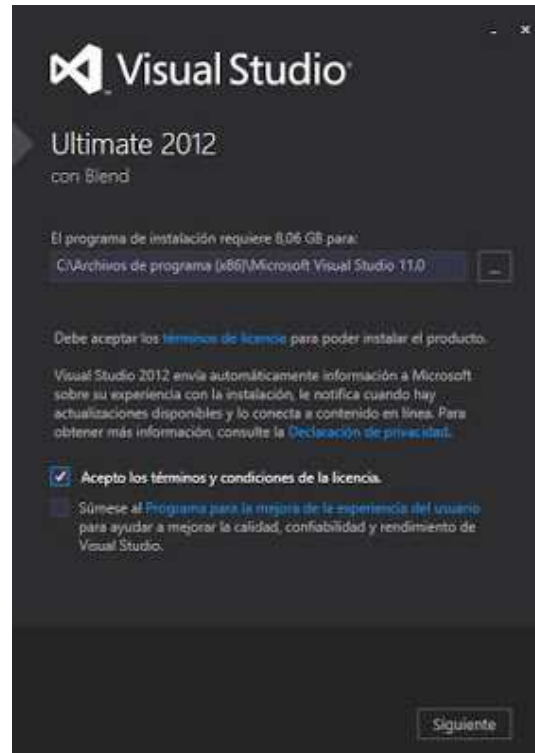 Visual Studio
Ultimate 2012
con Blend
El programa de instalación requiere 8,06 GB para:
C:\Archivos de programa (x86)\Microsoft Visual Studio 11.0
...
Debe aceptar los términos de licencia para poder instalar el producto.
Visual Studio 2012 envía automáticamente información a Microsoft
sobre su experiencia con la instalación, le notifica cuando hay
actualizaciones disponibles y lo conecta a contenido en línea. Para
obtener más información, consulte la Declaración de privacidad.
Acepto los términos y condiciones de la licencia.
Súmese al Programa para la mejora de la experiencia del usuario
para ayudar a mejorar la calidad, confiabilidad y rendimiento de
Visual Studio.
Siguiente